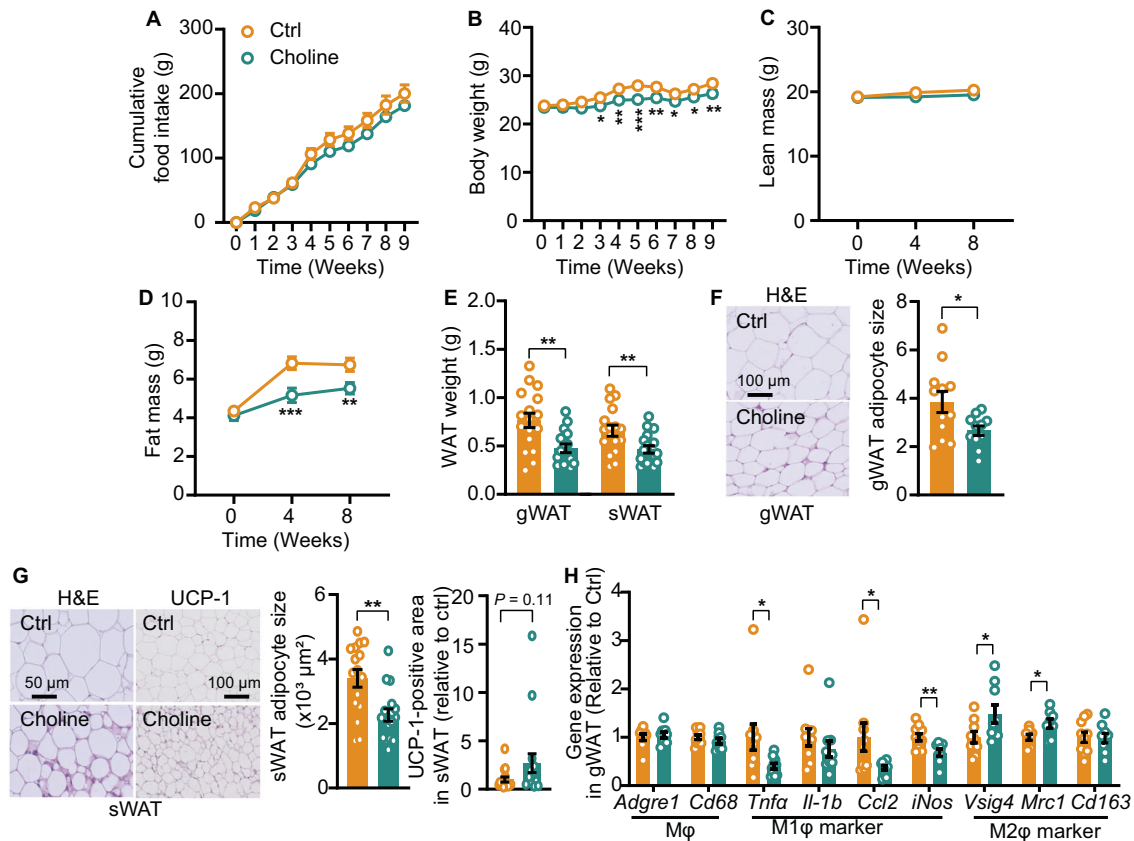 A
Cumulative
food intake (g)
300
200
100
0
Ctrl
Choline
0 1 2 3 4 5 6 7 8 9
Time (Weeks)
B
Body weight (g)
40
30
20
10
0
* ** *** ** * * **
0 1 2 3 4 5 6 7 8 9
Time (Weeks)
C
Lean mass (g)
30
20
10
0
0 4 8
Time (Weeks)
D
Fat mass
(g)
10
8
6
4
2
0
*** **
0 4 8
Time (Weeks)
E
WAT weight (g)
2.0
1.5
1.0
0.5
0.0
** **
gWAT sWAT
F
H&E
Ctrl
100 µm
Choline
gWAT
gWAT adipocyte size
8
6
4
2
0
*
G
H&E UCP-1
Ctrl Ctrl
50 µm 100 µm
Choline Choline
sWAT
sWAT adipocyte size
(x10³ µm²)
6
4
2
0
**
UCP-1-positive area
in sWAT (relative to ctrl)
20
15
10
5
0
P = 0.11
H
Gene expression
in gWAT (Relative to Ctrl)
4
3
2
1
0
* * ** * *
Adgre1 Cd68 Tnfα Il-1b Ccl2 iNos Vsig4 Mrc1 Cd163
Mφ M1φ marker M2φ marker